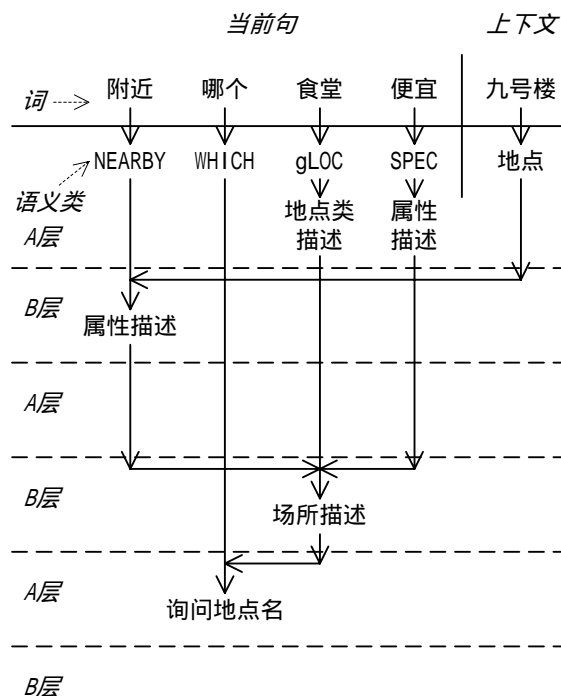 当前句 上下文
词 附近 哪个 食堂 便宜 九号楼
NEARBY WHICH gLOC SPEC 地点
语义类 地点类 属性
A层 描述 描述
B层
属性描述
A层
B层
场所描述
A层
询问地点名
B层